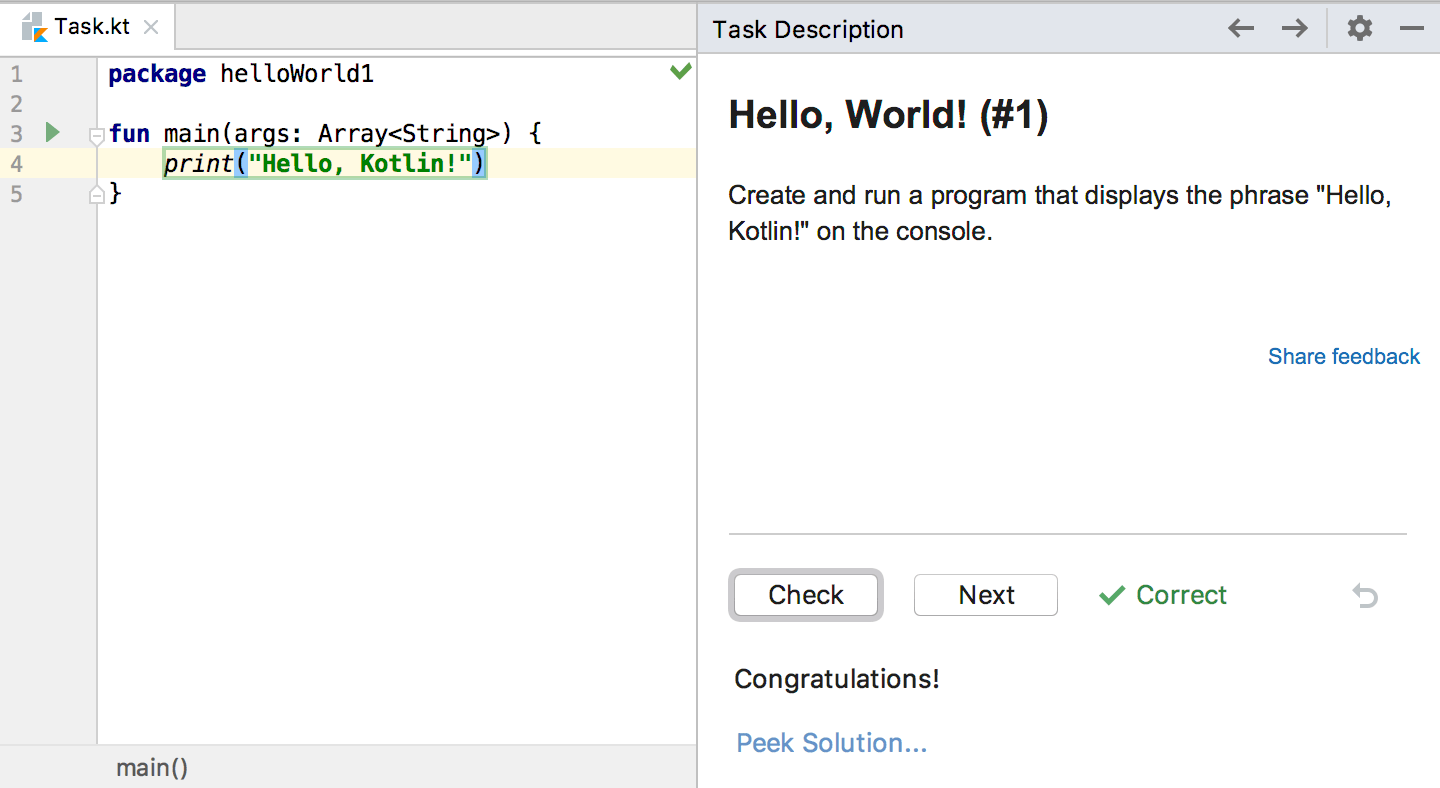 Task.kt
1 package helloWorld1
2
3 fun main(args: Array<String>) {
4 print("Hello, Kotlin!")
5 }
main()
Task Description
Hello, World! (#1)
Create and run a program that displays the phrase "Hello,
Kotlin!" on the console.
Share feedback
Check Next Correct
Congratulations!
Peek Solution...